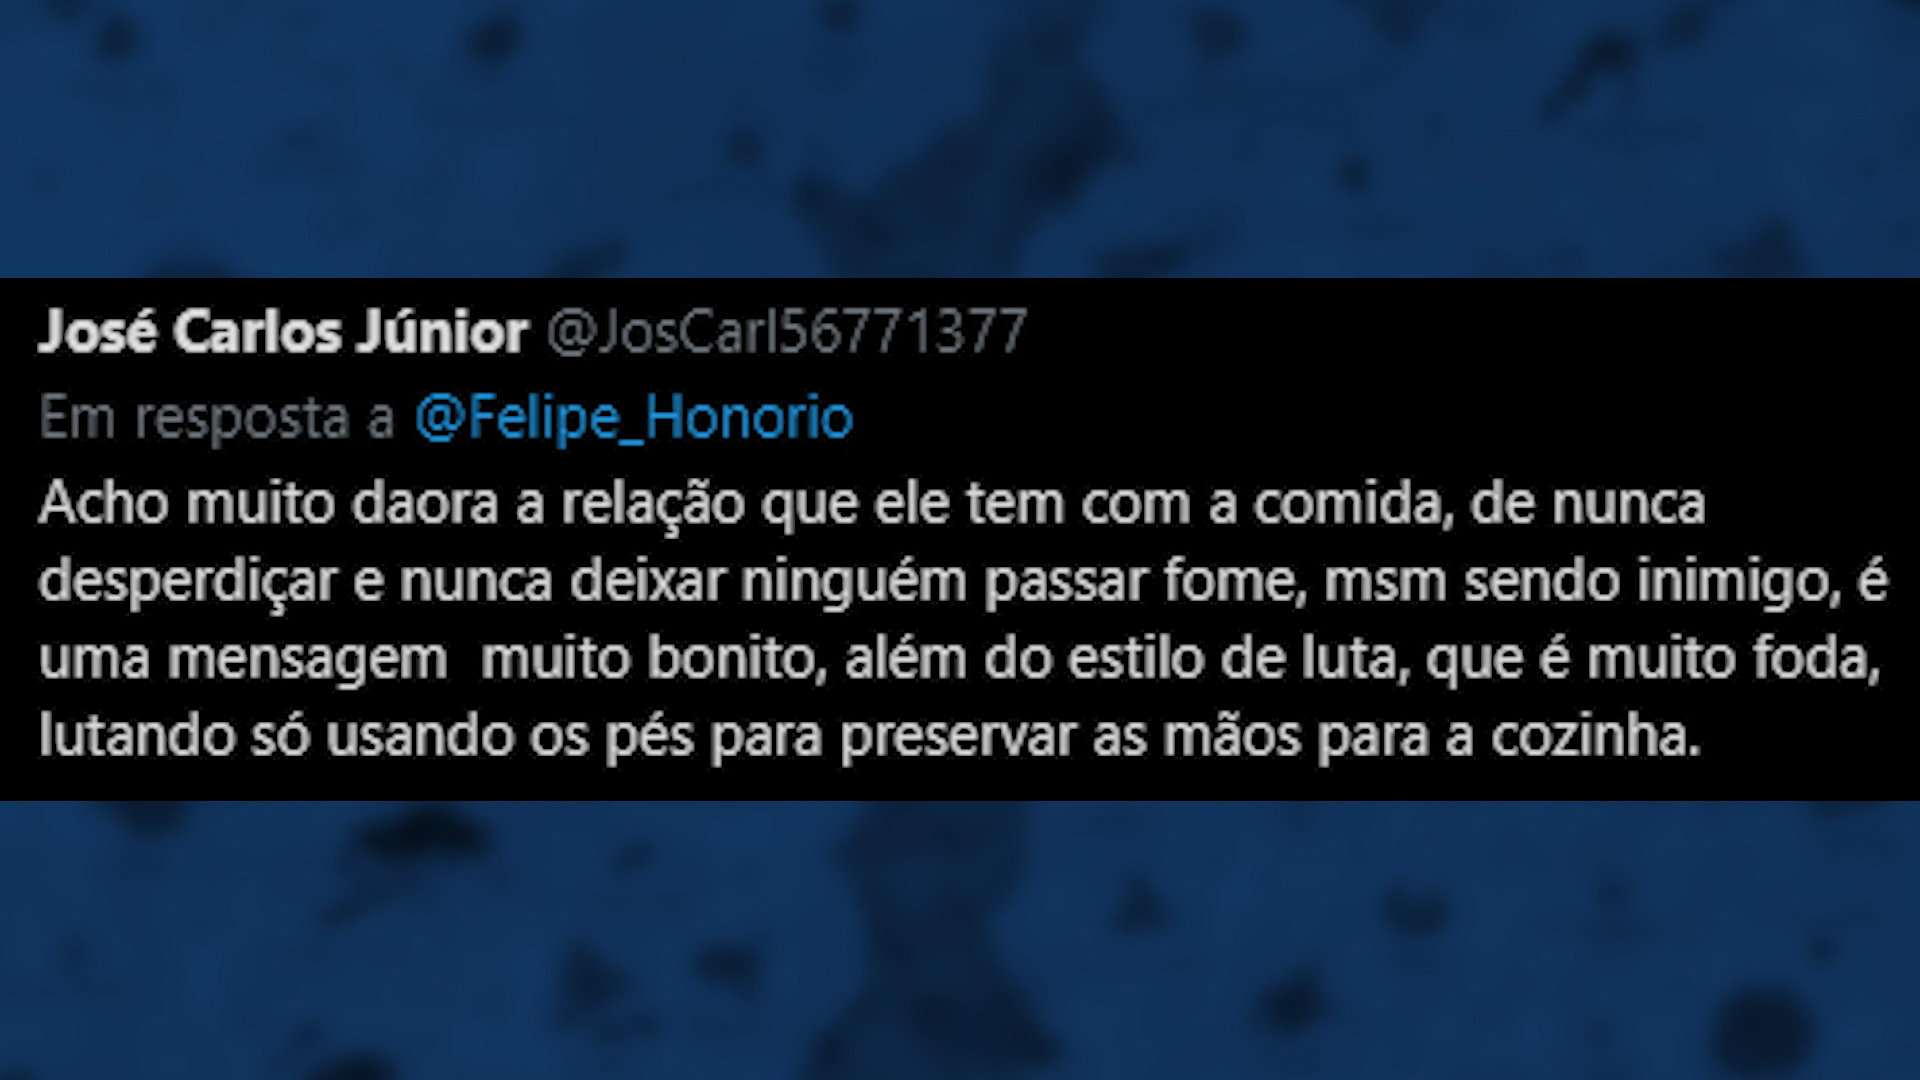 José Carlos Júnior @JosCarl56771377
Em resposta a @Felipe_Honorio
Acho muito daora a relação que ele tem com a comida, de nunca
desperdiçar e nunca deixar ninguém passar fome, msm sendo inimigo, é
uma mensagem  muito bonito, além do estilo de luta, que é muito foda,
lutando só usando os pés para preservar as mãos para a cozinha.